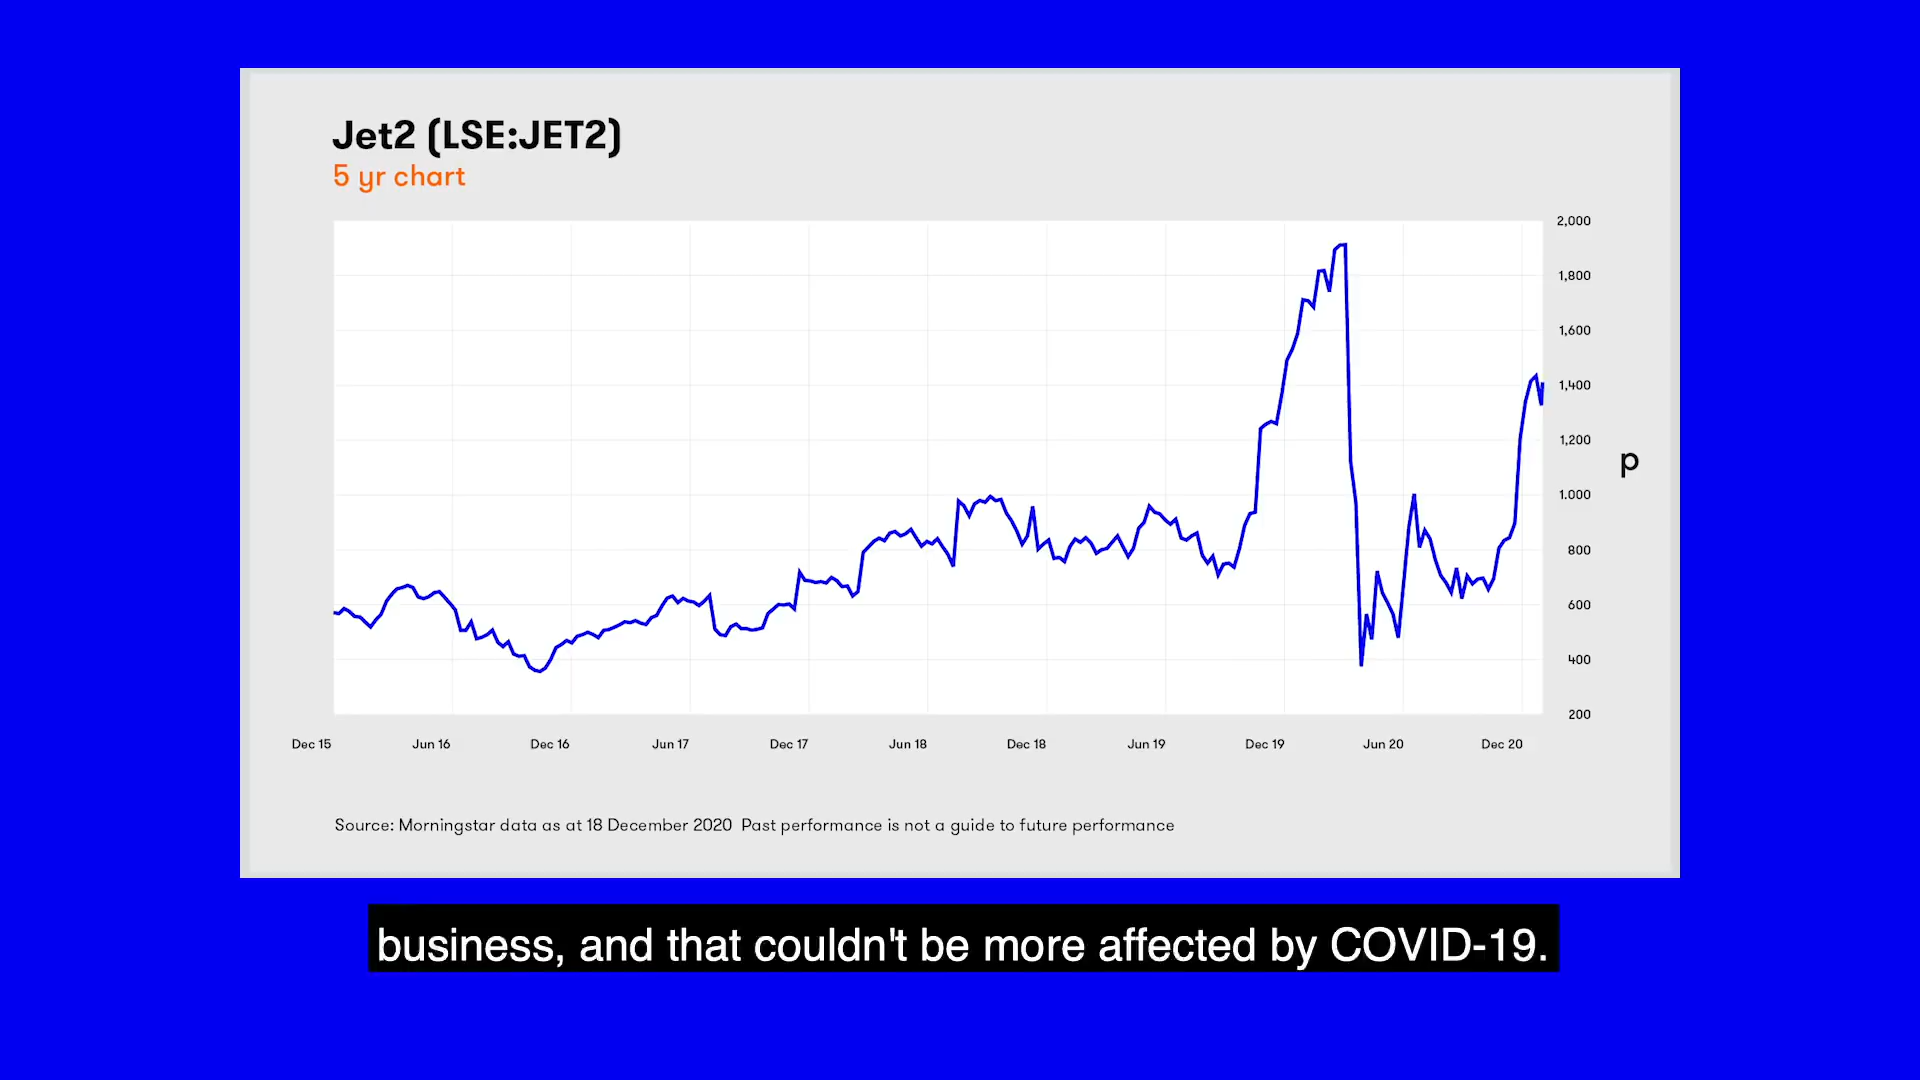 Jet2 (LSE:JET2)
5 yr chart
2,000
1,800
1,600
1,400
1,200
p
1.000
800
600
400
200
Dec 15 Jun 16 Dec 16 Jun 17 Dec 17 Jun 18 Dec 18 Jun 19 Dec 19 Jun 20 Dec 20
Source: Morningstar data as at 18 December 2020 Past performance is not a guide to future performance
business, and that couldn't be more affected by COVID-19.